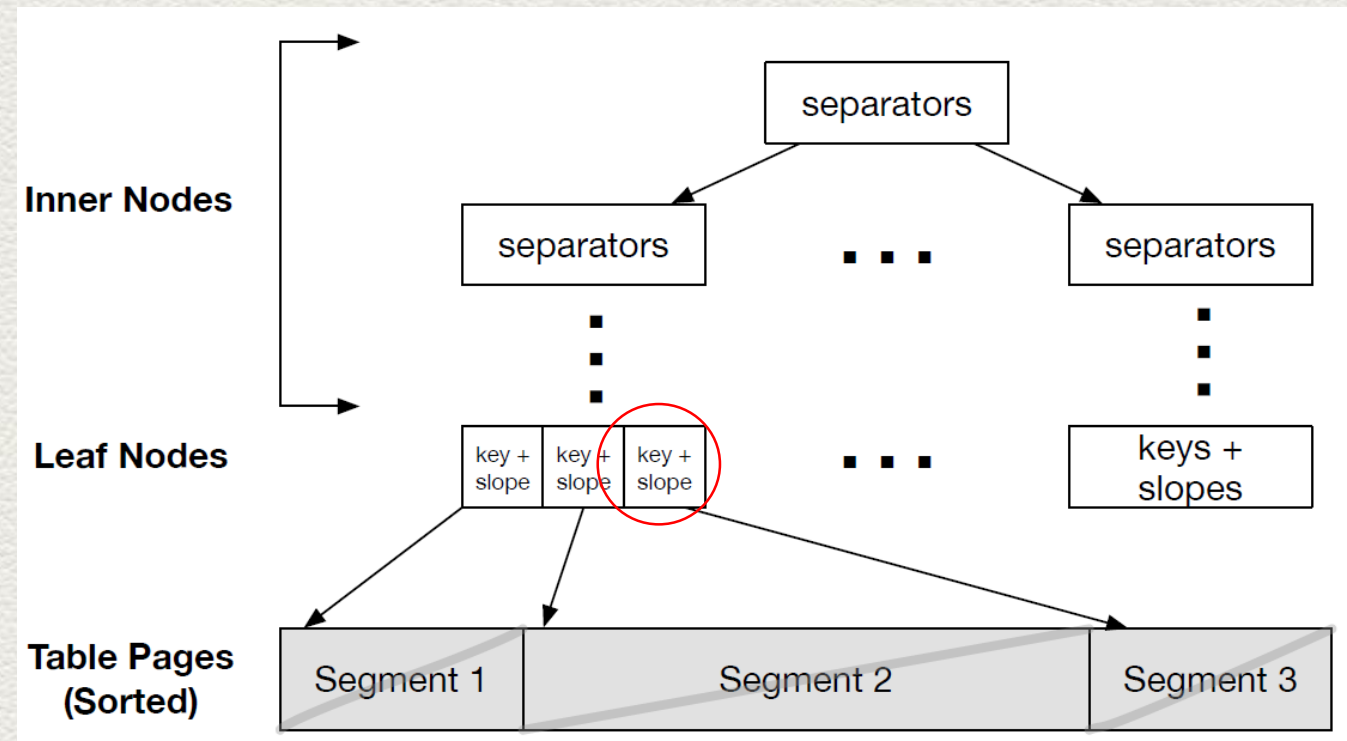 separators
Inner Nodes
separators
separators
Leaf Nodes
key +
slope
key +
slope
key +
slope
keys +
slopes
Table Pages
(Sorted)
Segment 1
Segment 2
Segment 3